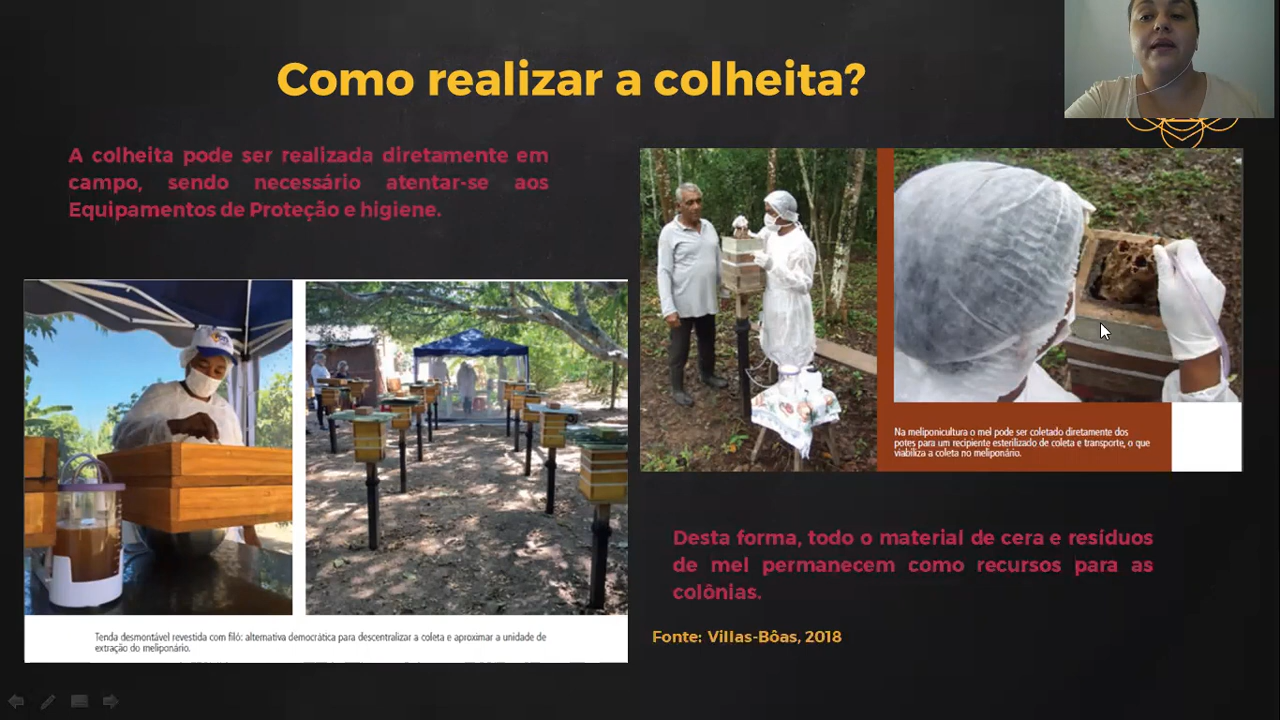 Como realizar a colheita?
A colheita pode ser realizada diretamente em
campo, sendo necessário atentar-se aos
Equipamentos de Proteção e higiene.
Tenda desmontável revestida com filó: alternativa democrática para descentralizar a coleta e aproximar a unidade de
extração do meliponário.
Na meliponicultura o mel pode ser coletado diretamente dos
potes para um recipiente esterilizado de coleta e transporte, o que
viabiliza a coleta no meliponário.
Desta forma, todo o material de cera e resíduos
de mel permanecem como recursos para as
colônias.
Fonte: Villas-Bôas, 2018